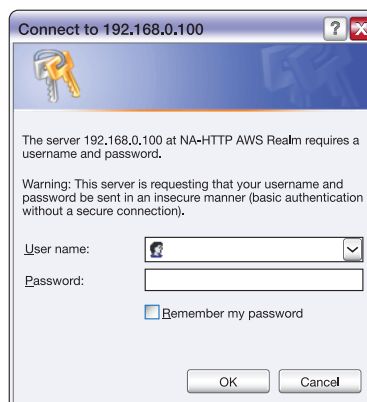 Connect to 192.168.0.100
The server 192.168.0.100 at NA-HTTP AWS Realm requires a
username and password.
Warning: This server is requesting that your username and
password be sent in an insecure manner (basic authentication
without a secure connection).
User name:
Password:
Remember my password
OK Cancel